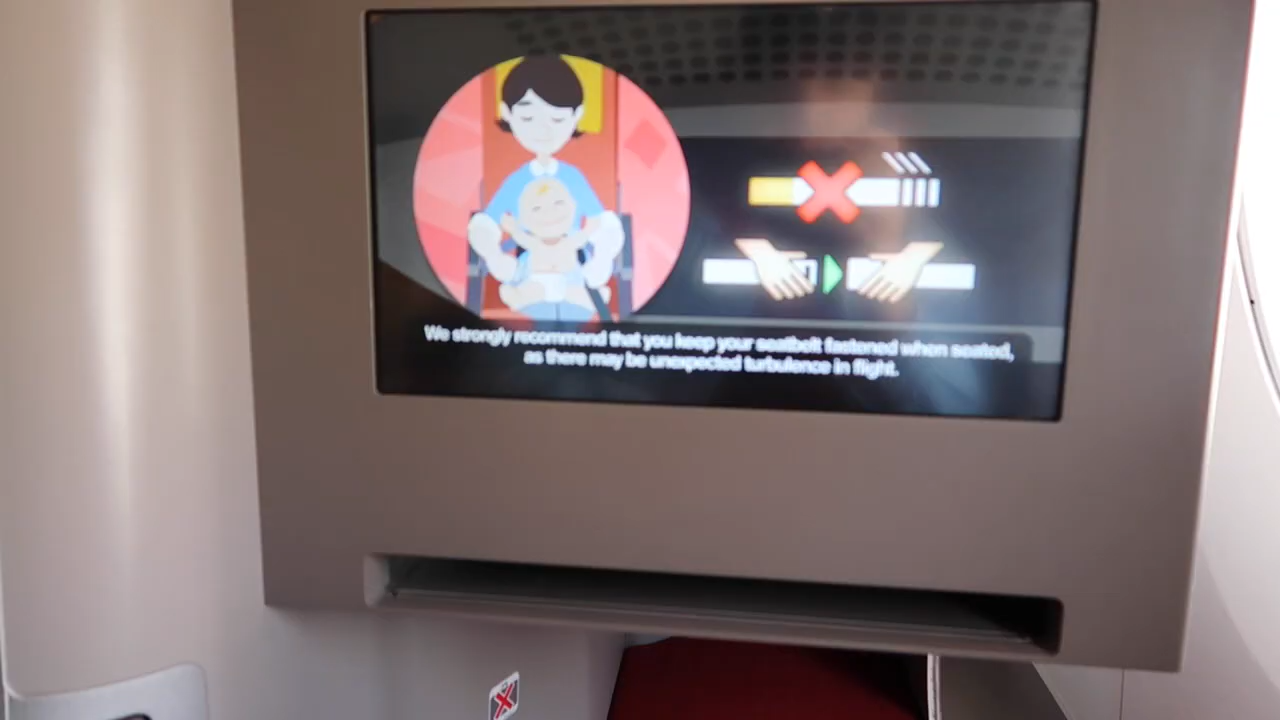 We strongly recommend that you keep your seatbelt fastened when seated,
as there may be unexpected turbulence in flight.